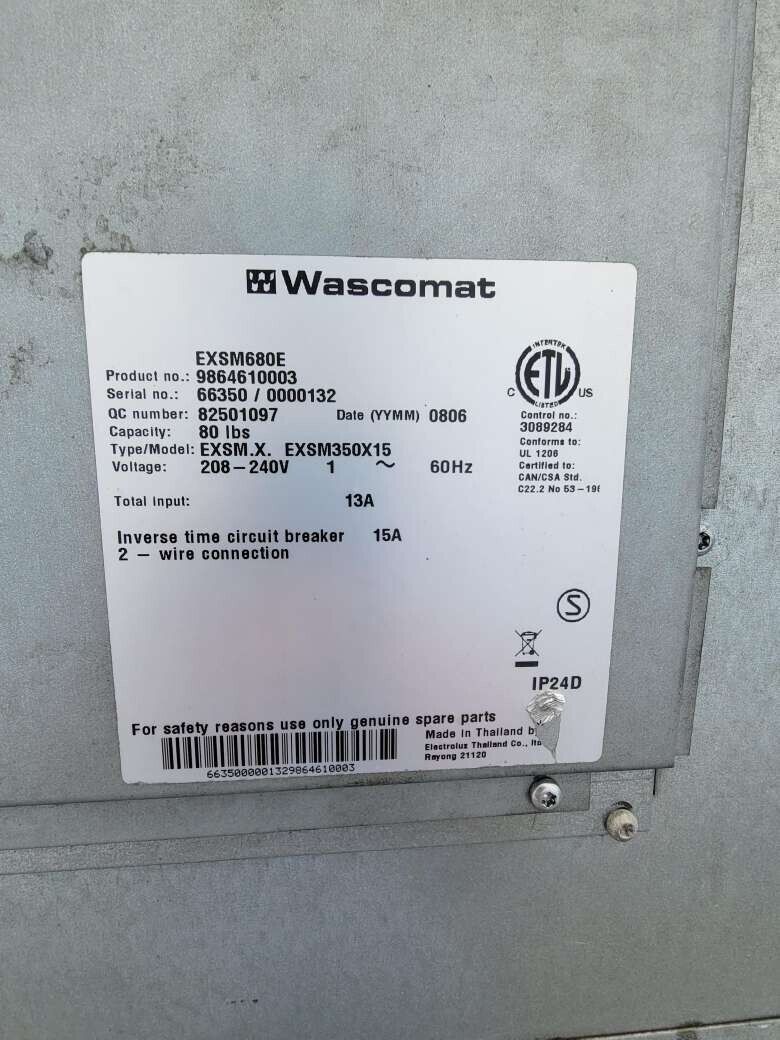 Wascomat
EXSM680E
Product no.: 9864610003
Serial no.: 66350 / 0000132
QC number: 82501097 Date (YYMM) 0806
Capacity: 80 lbs
Type/Model: EXSM.X. EXSM350X15
Voltage: 208-240V 1 ~ 60Hz
Total input: 13A
Inverse time circuit breaker 15A
2 - wire connection
INTERTEK
ETL
LISTED
C US
Control no.:
3089284
Conforms to:
UL 1206
Certified to:
CAN/CSA Std.
C22.2 No 53-196
S
IP24D
For safety reasons use only genuine spare parts
Made in Thailand
Electrolux Thailand Co.,
Rayong 21120
6635000001329864610003